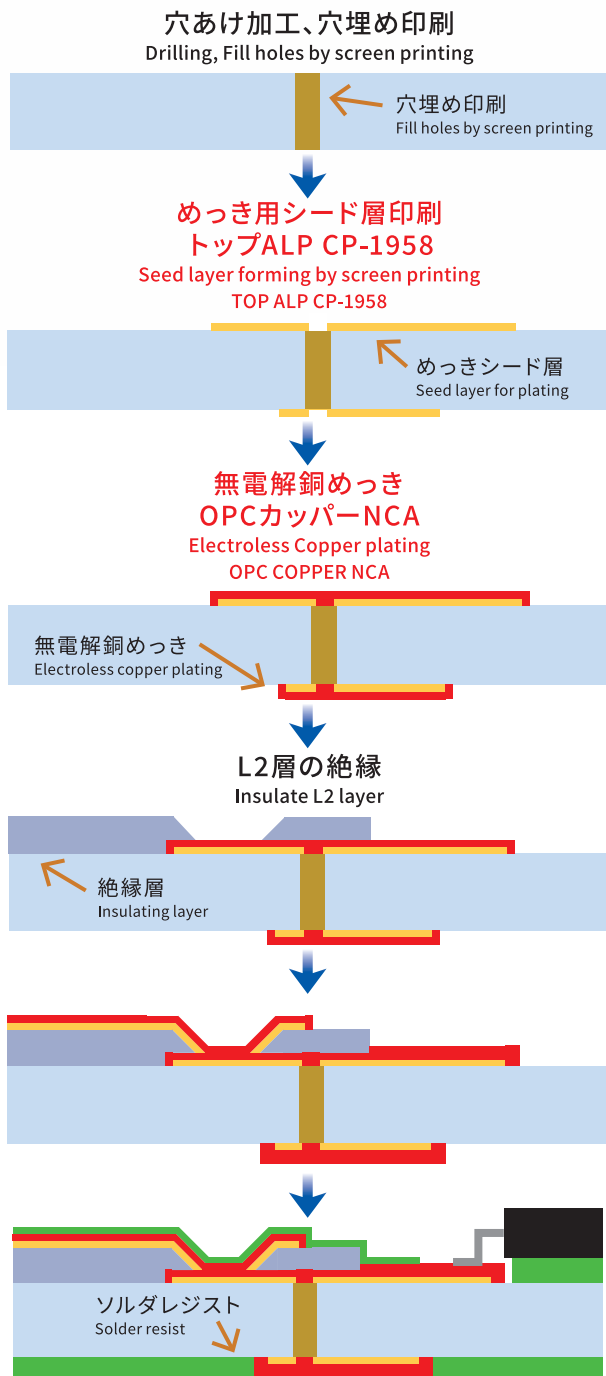 穴あけ加工、穴埋め印刷
Drilling, Fill holes by screen printing
穴埋め印刷
Fill holes by screen printing
めっき用シード層印刷
トップALP CP-1958
Seed layer forming by screen printing
TOP ALP CP-1958
めっきシード層
Seed layer for plating
無電解銅めっき
OPCカッパーNCA
Electroless Copper plating
OPC COPPER NCA
無電解銅めっき
Electroless copper plating
L2層の絶縁
Insulate L2 layer
絶縁層
Insulating layer
ソルダレジスト
Solder resist